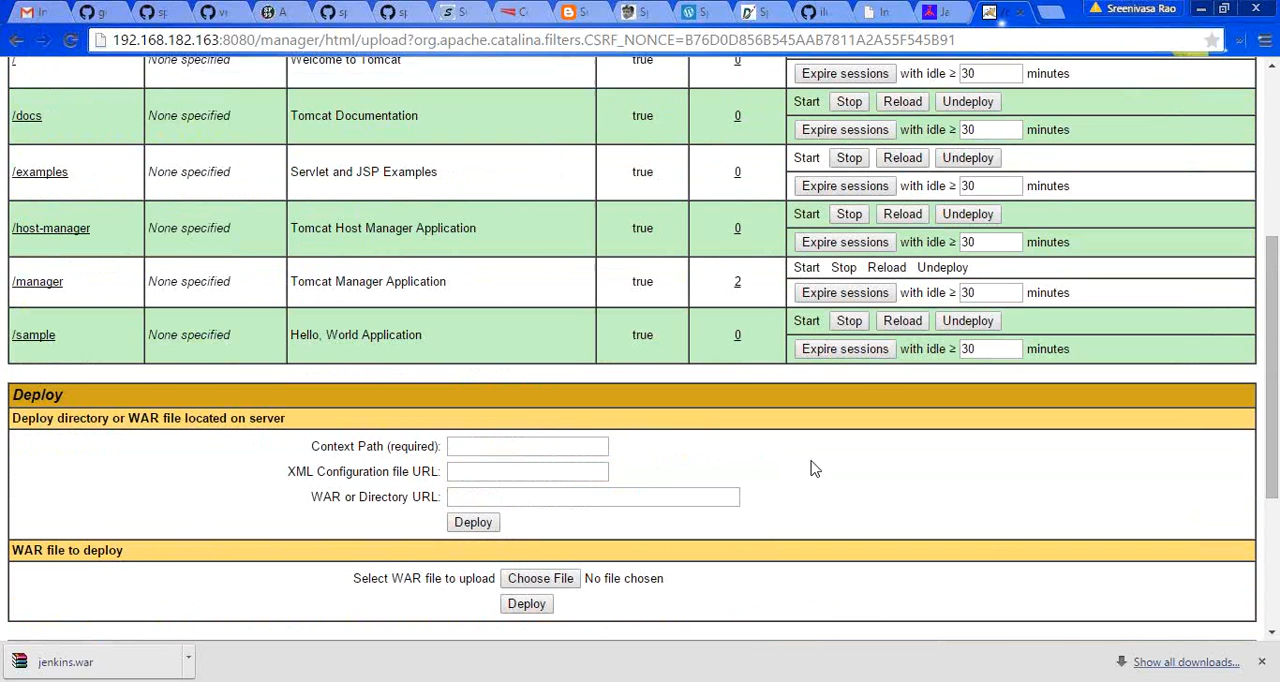 Sreenivasa Rao
192.168.182.163:8080/manager/html/upload?org.apache.catalina.filters.CSRF_NONCE=B76D0D856B545AAB7811A2A55F545B91
/ None specified Welcome to Tomcat true 0
Expire sessions with idle ≥ 30 minutes
/docs None specified Tomcat Documentation true 0 Start Stop Reload Undeploy
Expire sessions with idle ≥ 30 minutes
/examples None specified Servlet and JSP Examples true 0 Start Stop Reload Undeploy
Expire sessions with idle ≥ 30 minutes
/host-manager None specified Tomcat Host Manager Application true 0 Start Stop Reload Undeploy
Expire sessions with idle ≥ 30 minutes
/manager None specified Tomcat Manager Application true 2 Start Stop Reload Undeploy
Expire sessions with idle ≥ 30 minutes
/sample None specified Hello, World Application true 0 Start Stop Reload Undeploy
Expire sessions with idle ≥ 30 minutes
Deploy
Deploy directory or WAR file located on server
Context Path (required):
XML Configuration file URL:
WAR or Directory URL:
Deploy
WAR file to deploy
Select WAR file to upload Choose File No file chosen
Deploy
jenkins.war Show all downloads...